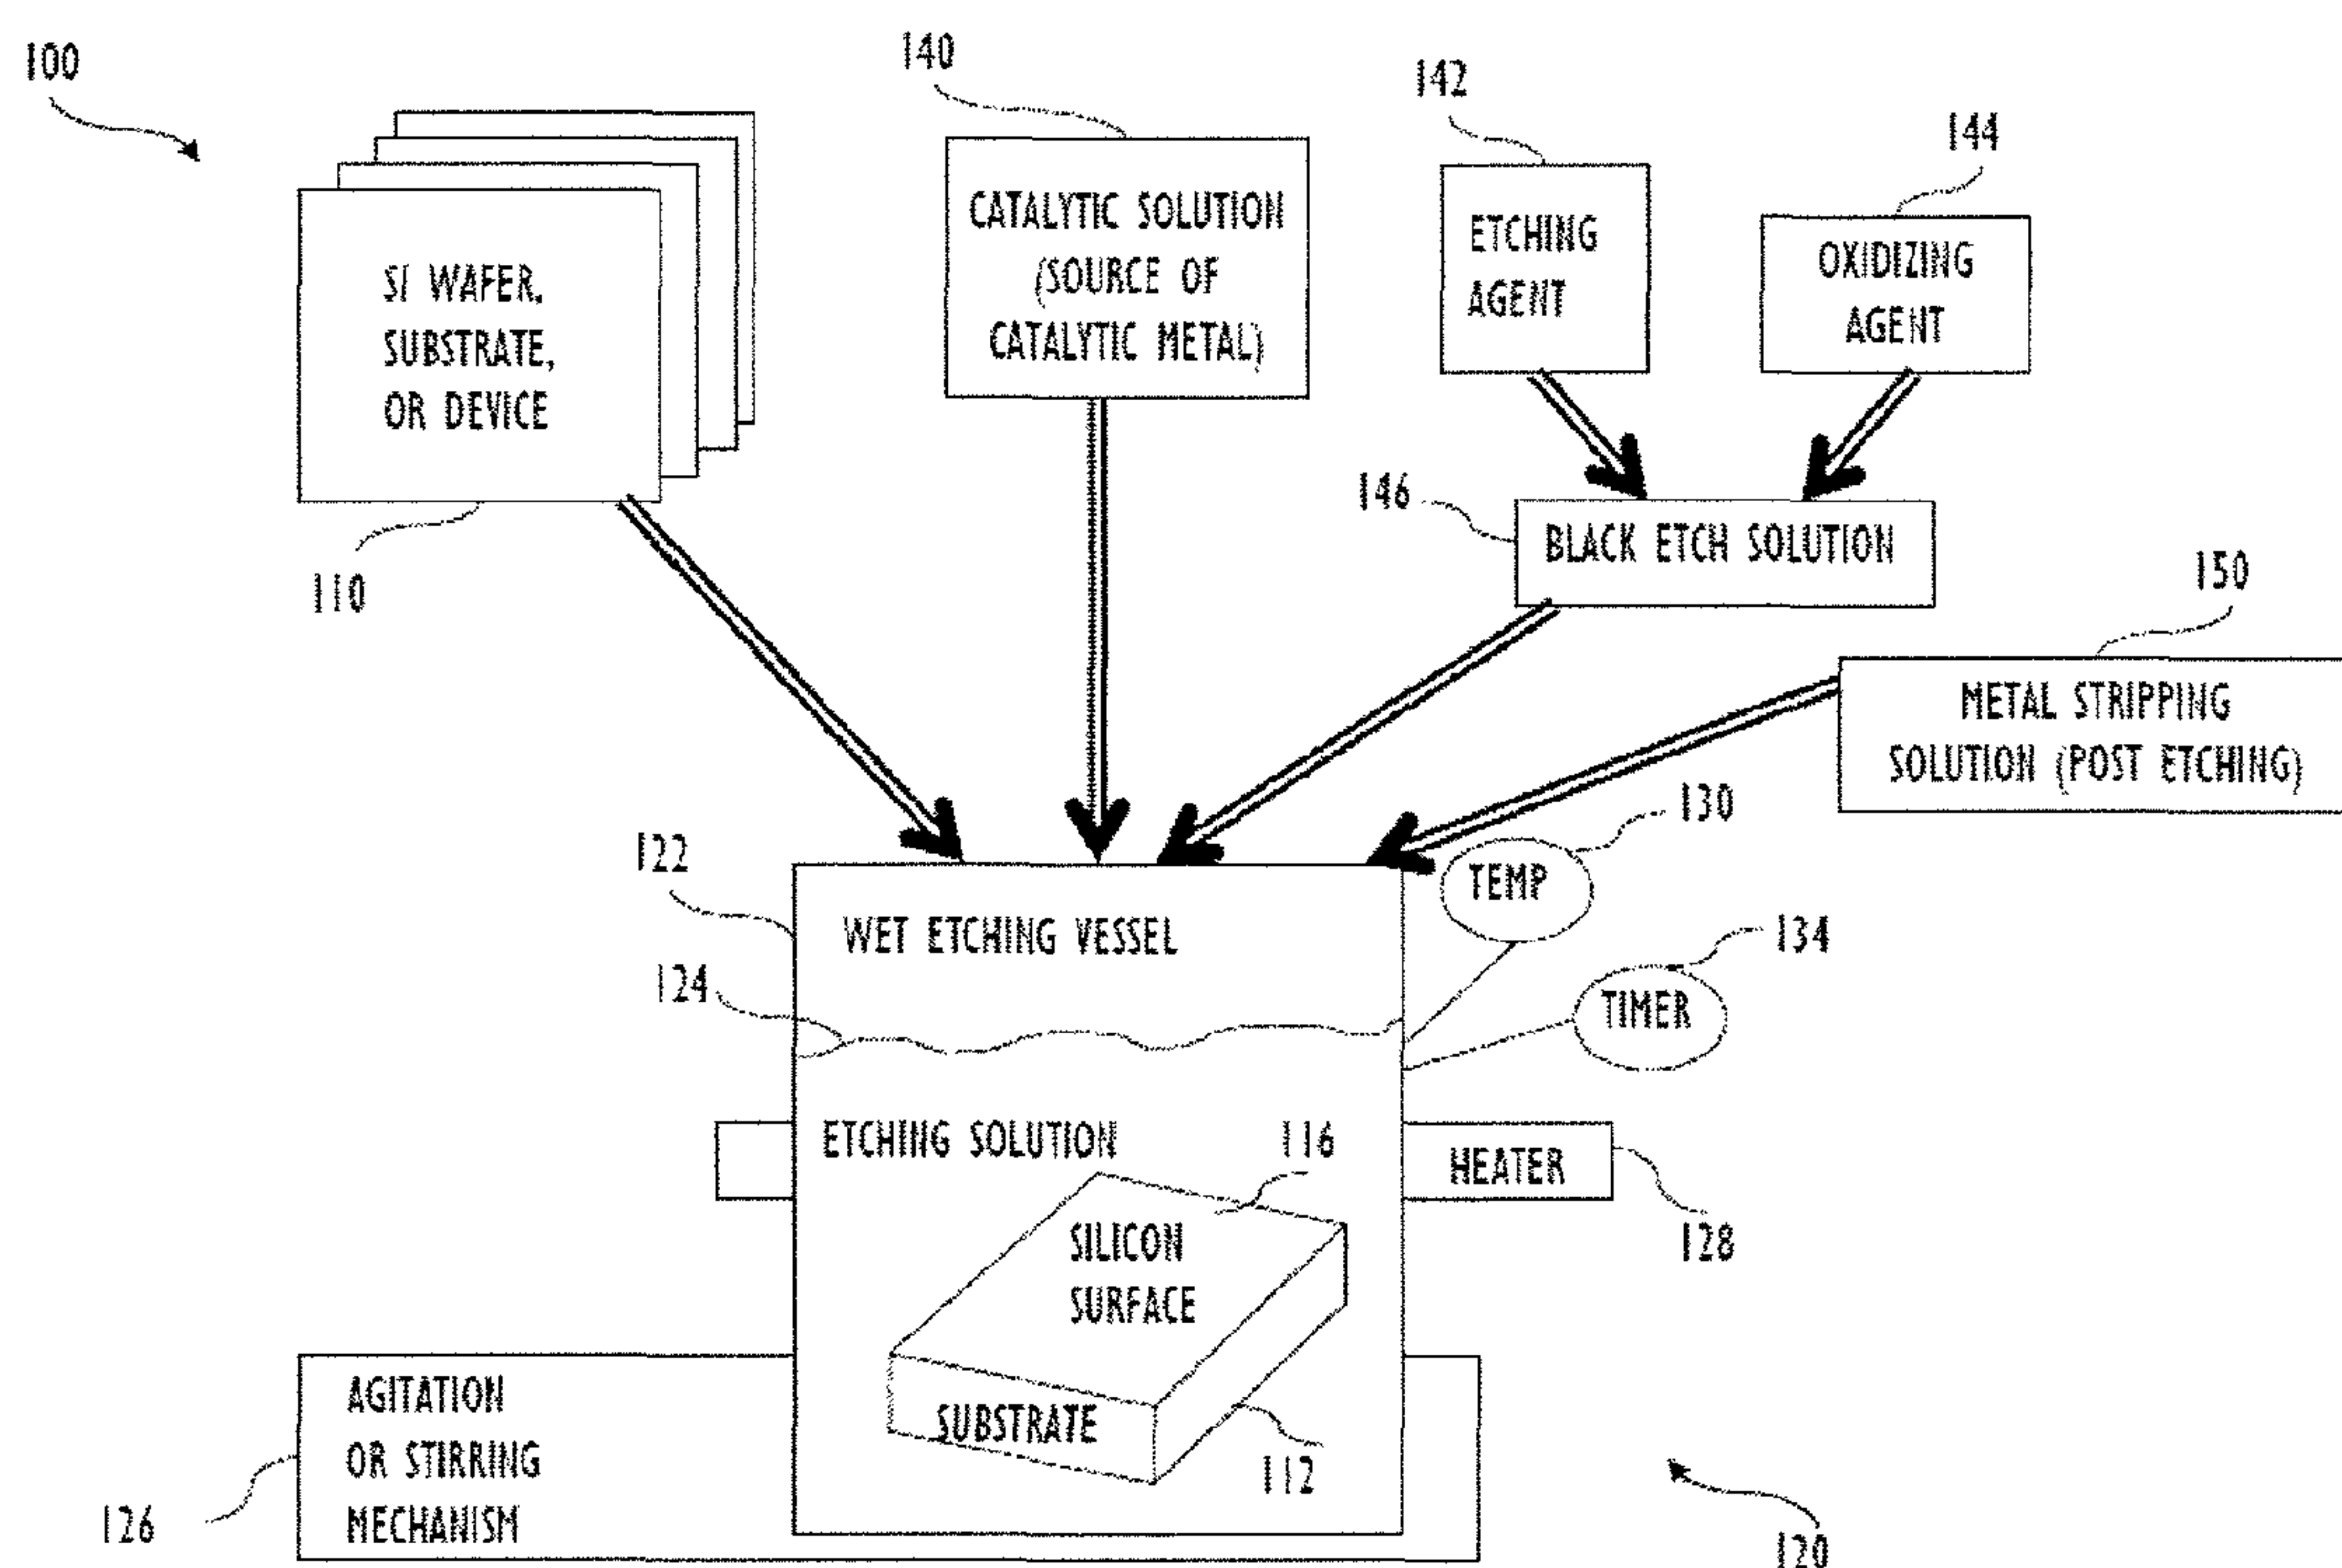 100
140
142
144
SI WAFER,
SUBSTRATE,
OR DEVICE
CATALYTIC SOLUTION
(SOURCE OF
CATALYTIC METAL)
ETCHING
AGENT
OXIDIZING
AGENT
110
146
BLACK ETCH SOLUTION
150
METAL STRIPPING
SOLUTION (POST ETCHING)
130
122
TEMP
WET ETCHING VESSEL
134
124
TIMER
ETCHING SOLUTION
116
HEATER
128
SILICON
SURFACE
AGITATION
OR STIRRING
MECHANISM
SUBSTRATE
112
126
120